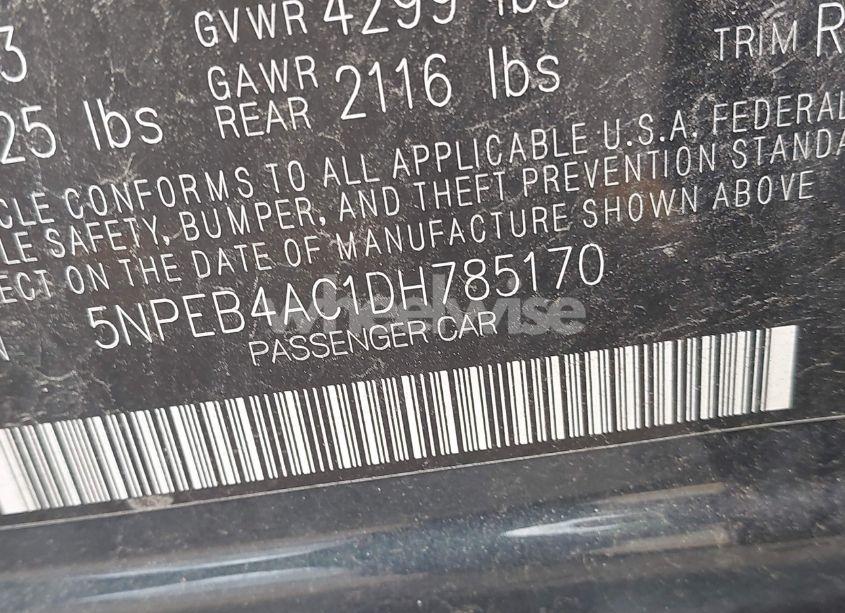 3 GVWR 4299 lbs
25 lbs GAWR REAR 2116 lbs TRIM R
CLE CONFORMS TO ALL APPLICABLE U.S.A. FEDERAL
LE SAFETY, BUMPER, AND THEFT PREVENTION STANDA
ECT ON THE DATE OF MANUFACTURE SHOWN ABOVE
N 5NPEB4AC1DH785170
wheelwise
PASSENGER CAR